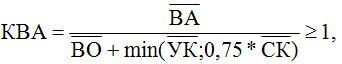 КВА = ВА / (ВО + min(УК;0,75 * СК)) ≥ 1,